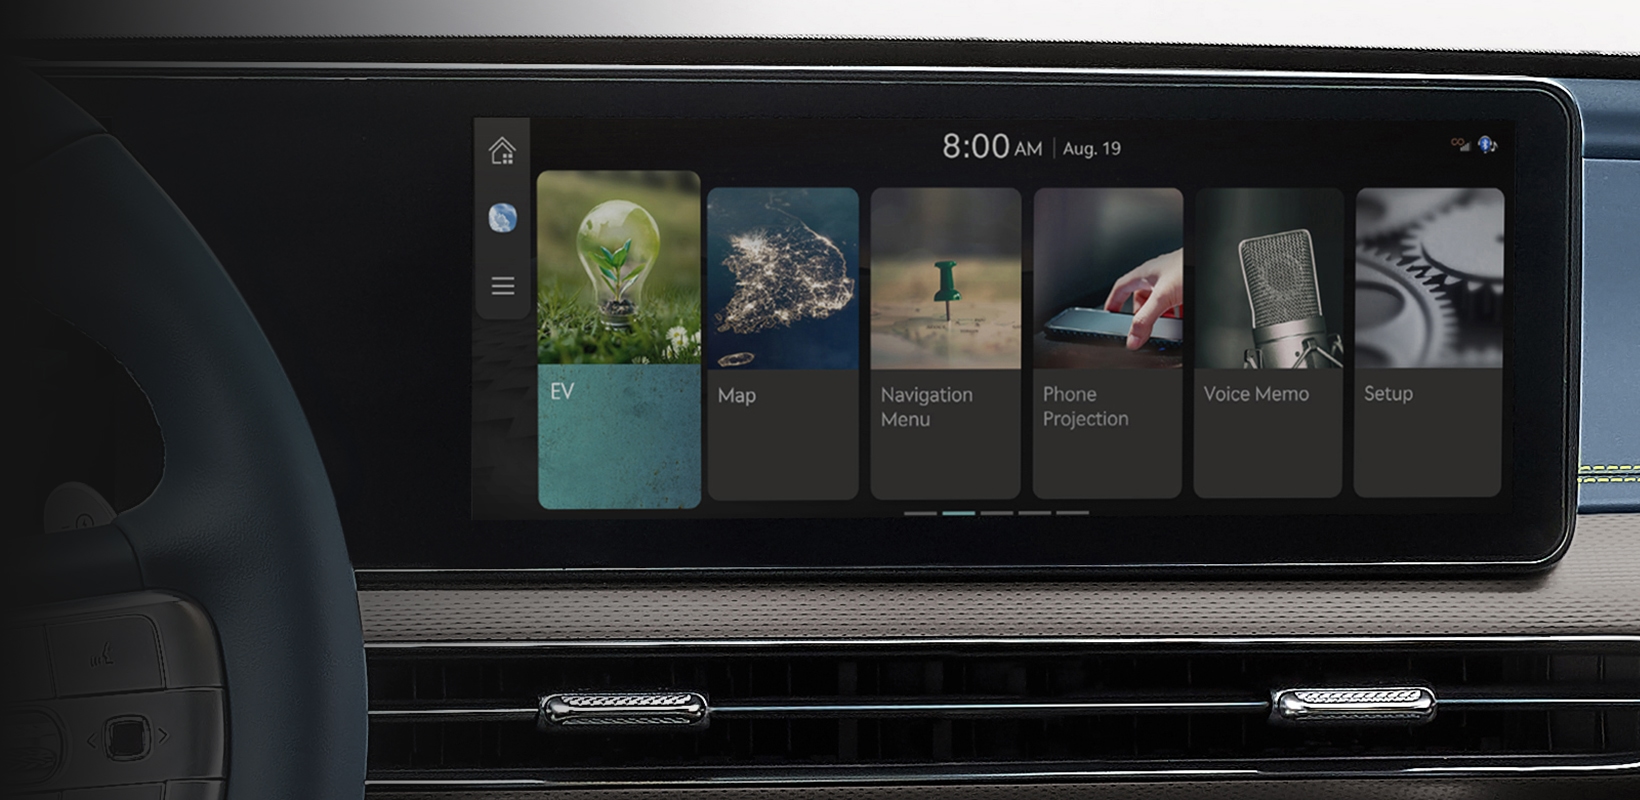 8:00 AM | Aug. 19
EV
Map
Navigation
Menu
Phone
Projection
Voice Memo
Setup